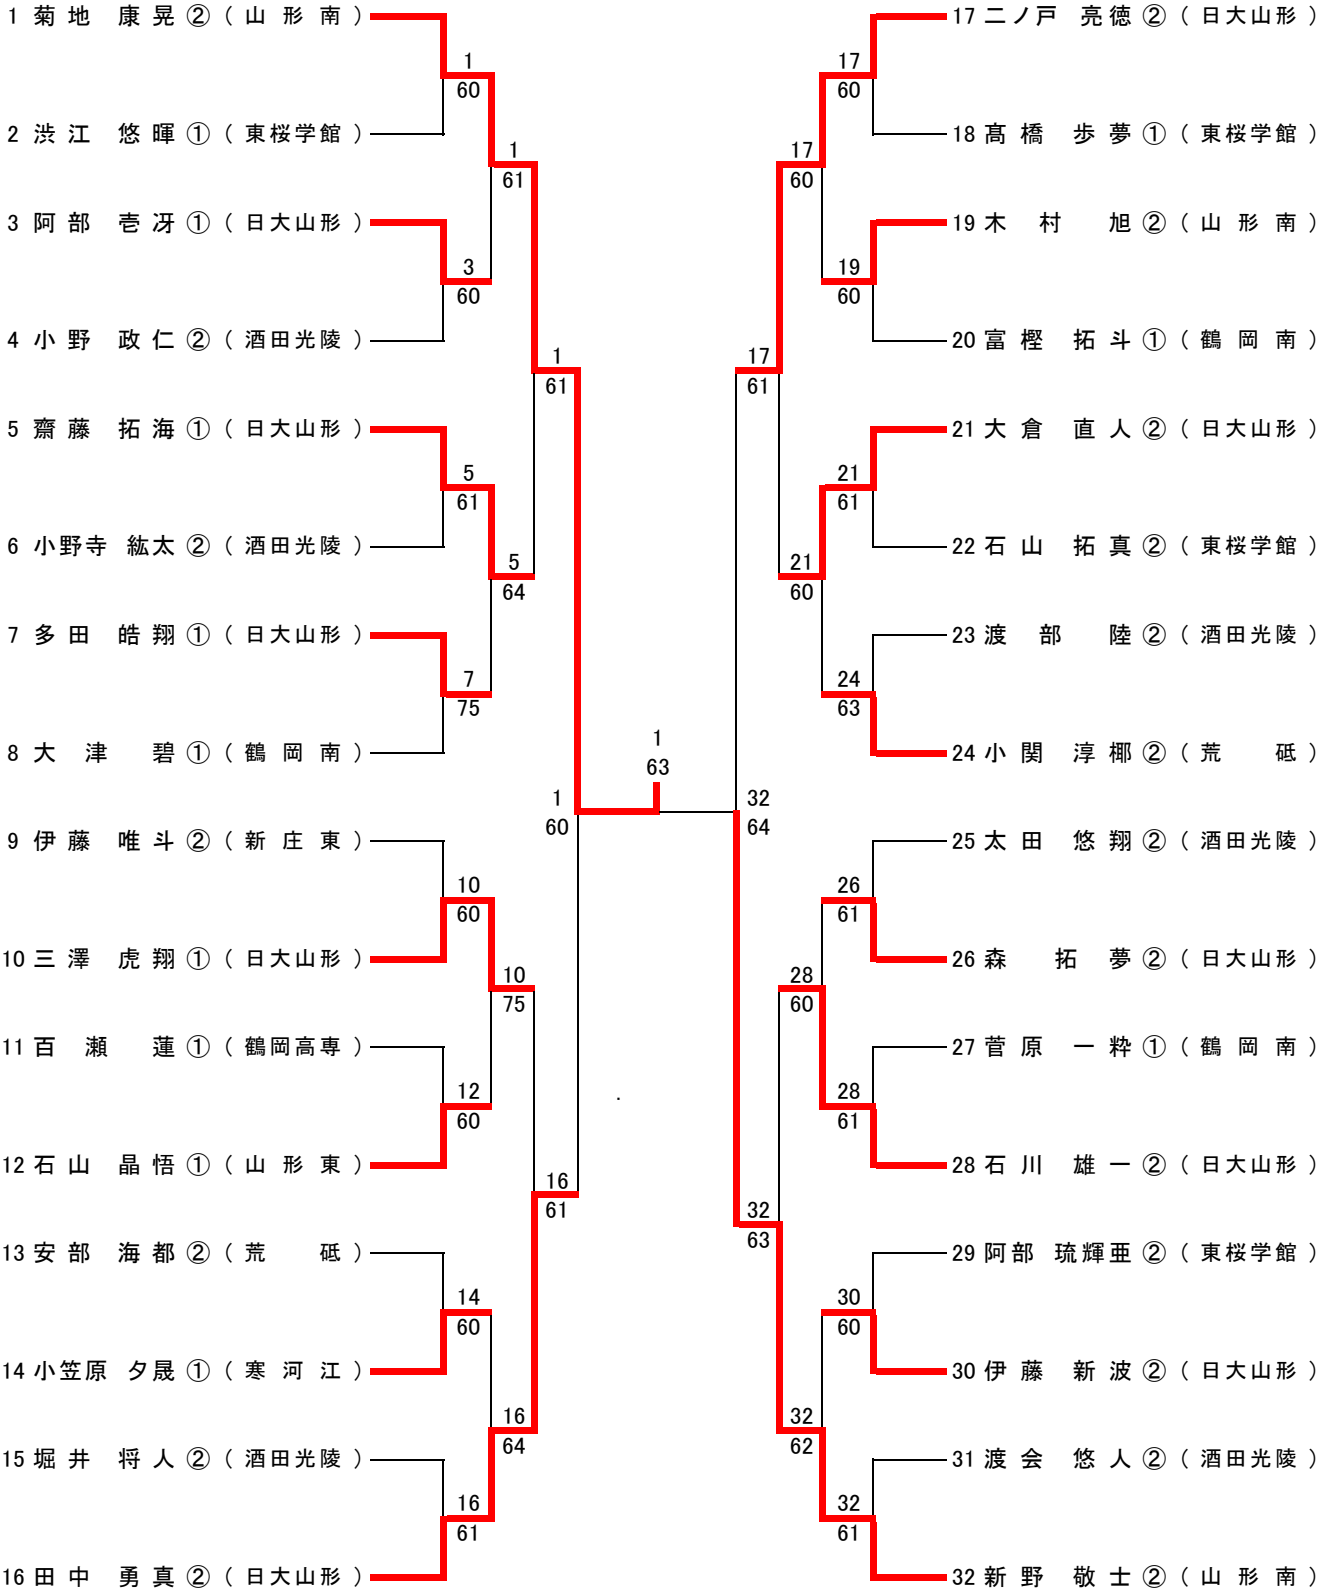 1 菊地 康晃 ② ( 山形南 )
1
60
2 渋江 悠暉 ① ( 東桜学館 )
1
61
3 阿部 壱冴 ① ( 日大山形 )
3
60
4 小野 政仁 ② ( 酒田光陵 )
1
61
5 齋藤 拓海 ① ( 日大山形 )
5
61
6 小野寺 紘太 ② ( 酒田光陵 )
5
64
7 多田 皓翔 ① ( 日大山形 )
7
75
8 大津 碧 ① ( 鶴岡南 )
1
60
9 伊藤 唯斗 ② ( 新庄東 )
10
60
10 三澤 虎翔 ① ( 日大山形 )
10
75
11 百瀬 蓮 ① ( 鶴岡高専 )
12
60
12 石山 晶悟 ① ( 山形東 )
16
61
13 安部 海都 ② ( 荒砥 )
14
60
14 小笠原 夕晟 ① ( 寒河江 )
16
64
15 堀井 将人 ② ( 酒田光陵 )
16
61
16 田中 勇真 ② ( 日大山形 )
1
63
17 二ノ戸 亮徳 ② ( 日大山形 )
17
60
18 髙橋 歩夢 ① ( 東桜学館 )
17
60
19 木村 旭 ② ( 山形南 )
19
60
20 富樫 拓斗 ① ( 鶴岡南 )
17
61
21 大倉 直人 ② ( 日大山形 )
21
61
22 石山 拓真 ② ( 東桜学館 )
21
60
23 渡部 陸 ② ( 酒田光陵 )
24
63
24 小関 淳椰 ② ( 荒砥 )
32
64
25 太田 悠翔 ② ( 酒田光陵 )
26
61
26 森 拓夢 ② ( 日大山形 )
28
60
27 菅原 一粋 ① ( 鶴岡南 )
28
61
28 石川 雄一 ② ( 日大山形 )
32
63
29 阿部 琉輝亜 ② ( 東桜学館 )
30
60
30 伊藤 新波 ② ( 日大山形 )
32
62
31 渡会 悠人 ② ( 酒田光陵 )
32
61
32 新野 敬士 ② ( 山形南 )